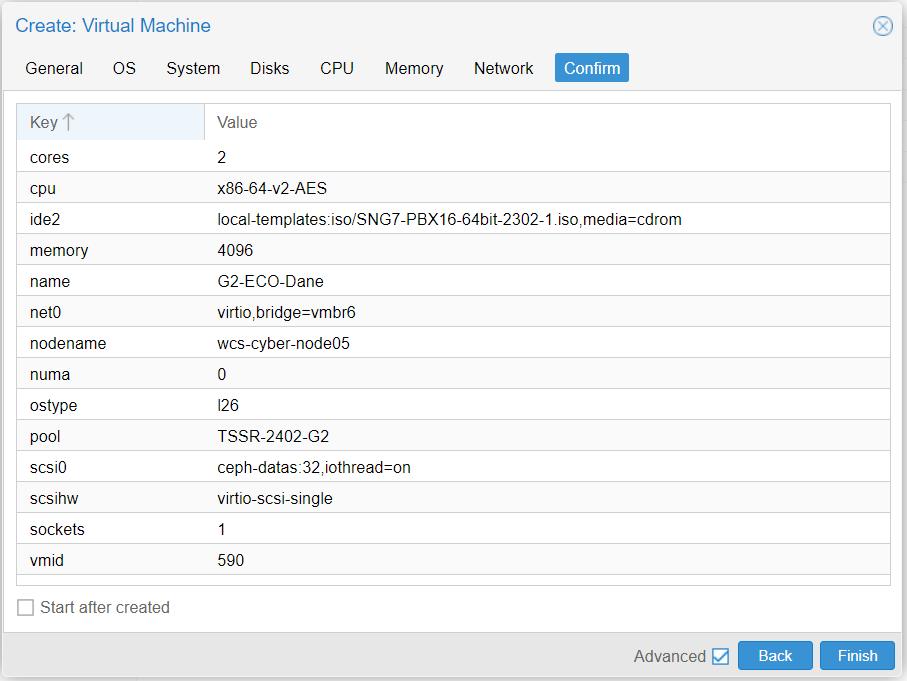 Create: Virtual Machine
General OS System Disks CPU Memory Network Confirm
Key Value
cores 2
cpu x86-64-v2-AES
ide2 local-templates:iso/SNG7-PBX16-64bit-2302-1.iso,media=cdrom
memory 4096
name G2-ECO-Dane
net0 virtio,bridge=vmbr6
nodename wcs-cyber-node05
numa 0
ostype l26
pool TSSR-2402-G2
scsi0 ceph-datas:32,iothread=on
scsihw virtio-scsi-single
sockets 1
vmid 590
Start after created
Advanced Back Finish